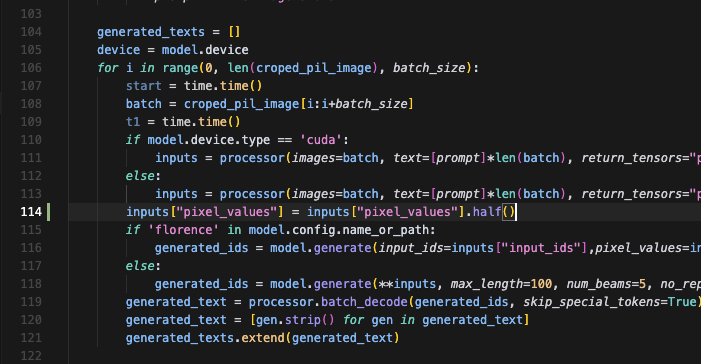 103
104 generated_texts = []
105 device = model.device
106 for i in range(0, len(croped_pil_image), batch_size):
107 start = time.time()
108 batch = croped_pil_image[i:i+batch_size]
109 t1 = time.time()
110 if model.device.type == 'cuda':
111 inputs = processor(images=batch, text=[prompt]*len(batch), return_tensors="p
112 else:
113 inputs = processor(images=batch, text=[prompt]*len(batch), return_tensors="p
114 inputs["pixel_values"] = inputs["pixel_values"].half()
115 if 'florence' in model.config.name_or_path:
116 generated_ids = model.generate(input_ids=inputs["input_ids"],pixel_values=in
117 else:
118 generated_ids = model.generate(**inputs, max_length=100, num_beams=5, no_rep
119 generated_text = processor.batch_decode(generated_ids, skip_special_tokens=True)
120 generated_text = [gen.strip() for gen in generated_text]
121 generated_texts.extend(generated_text)
122